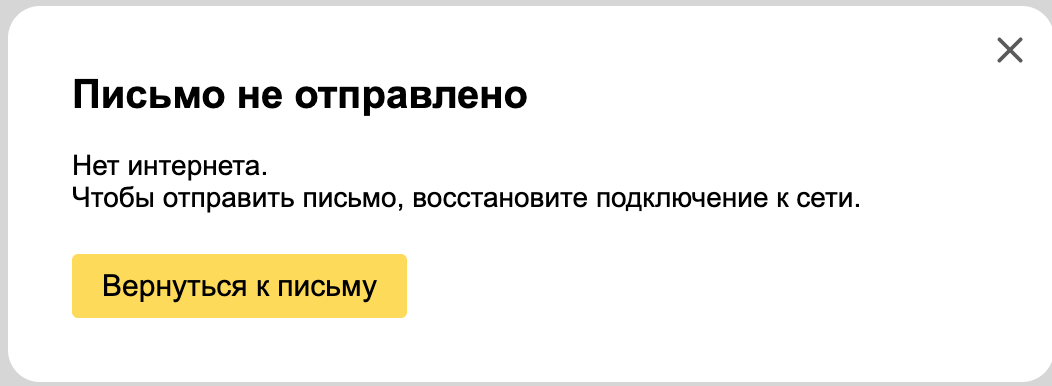 Письмо не отправлено
Нет интернета.
Чтобы отправить письмо, восстановите подключение к сети.
Вернуться к письму